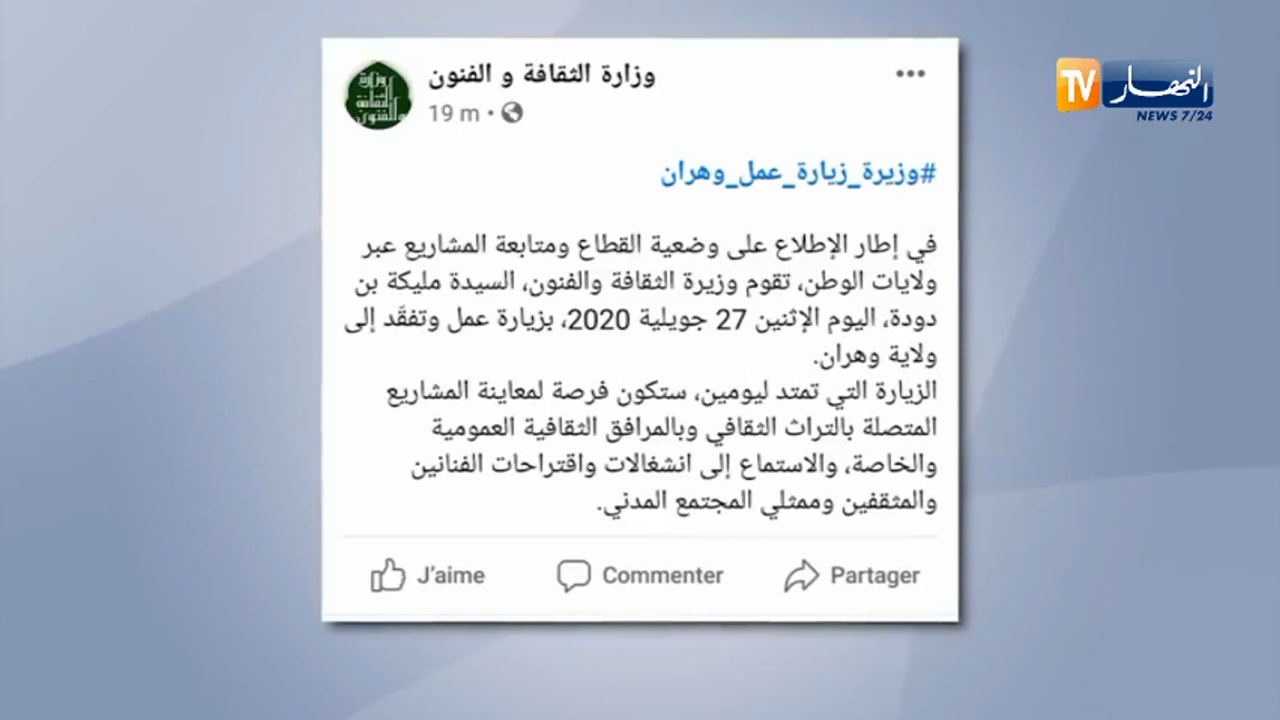 وزارة الثقافة و الفنون
19 m
#وزيرة_زيارة_عمل_وهران
في إطار الإطلاع على وضعية القطاع ومتابعة المشاريع عبر
ولايات الوطن، تقوم وزيرة الثقافة والفنون، السيدة مليكة بن
دودة، اليوم الإثنين 27 جويلية 2020، بزيارة عمل وتفقَد إلى
ولاية وهران.
الزيارة التي تمتد ليومين، ستكون فرصة لمعاينة المشاريع
المتصلة بالتراث الثقافي وبالمرافق الثقافية العمومية
والخاصة، والاستماع إلى انشغالات واقتراحات الفنانين
والمثقفين وممثلي المجتمع المدني.
J'aime
Commenter
Partager
TV النهار
NEWS 7/24
وزارة
الثقافة
والفنون